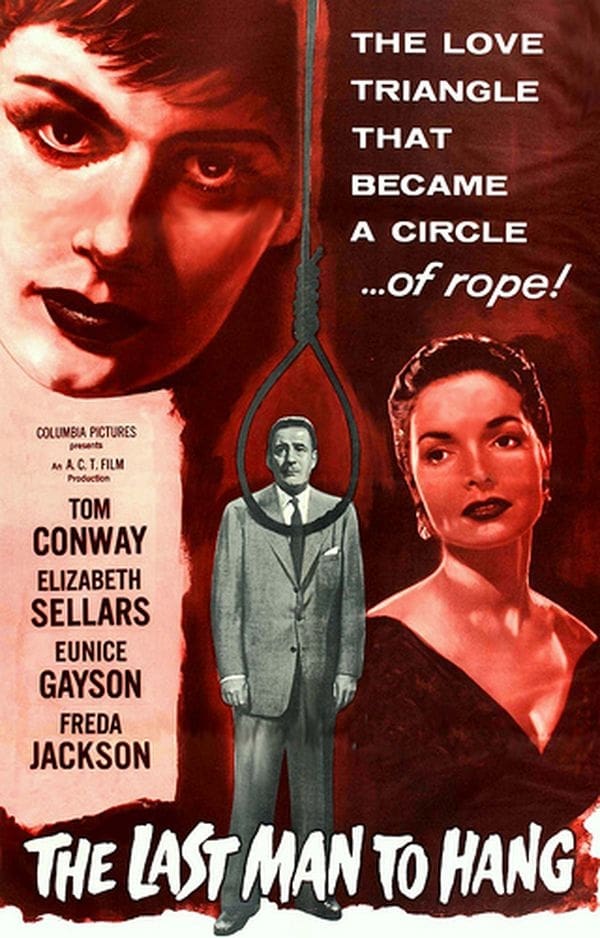 THE LOVE
TRIANGLE
THAT
BECAME
A CIRCLE
...of rope!
COLUMBIA PICTURES
presents
An A.C.T. FILM
Production
TOM
CONWAY
ELIZABETH
SELLARS
EUNICE
GAYSON
FREDA
JACKSON
THE LAST MAN TO HANG